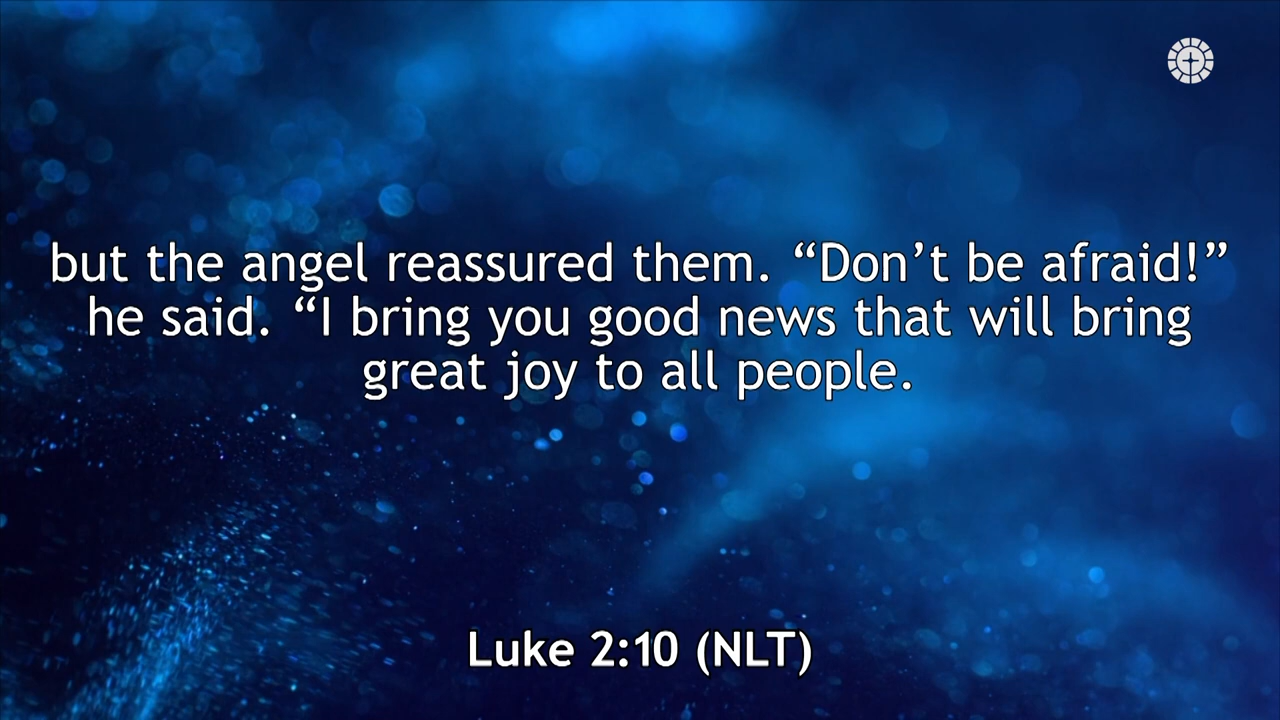 but the angel reassured them. “Don’t be afraid!”
he said. “I bring you good news that will bring
great joy to all people.
Luke 2:10 (NLT)